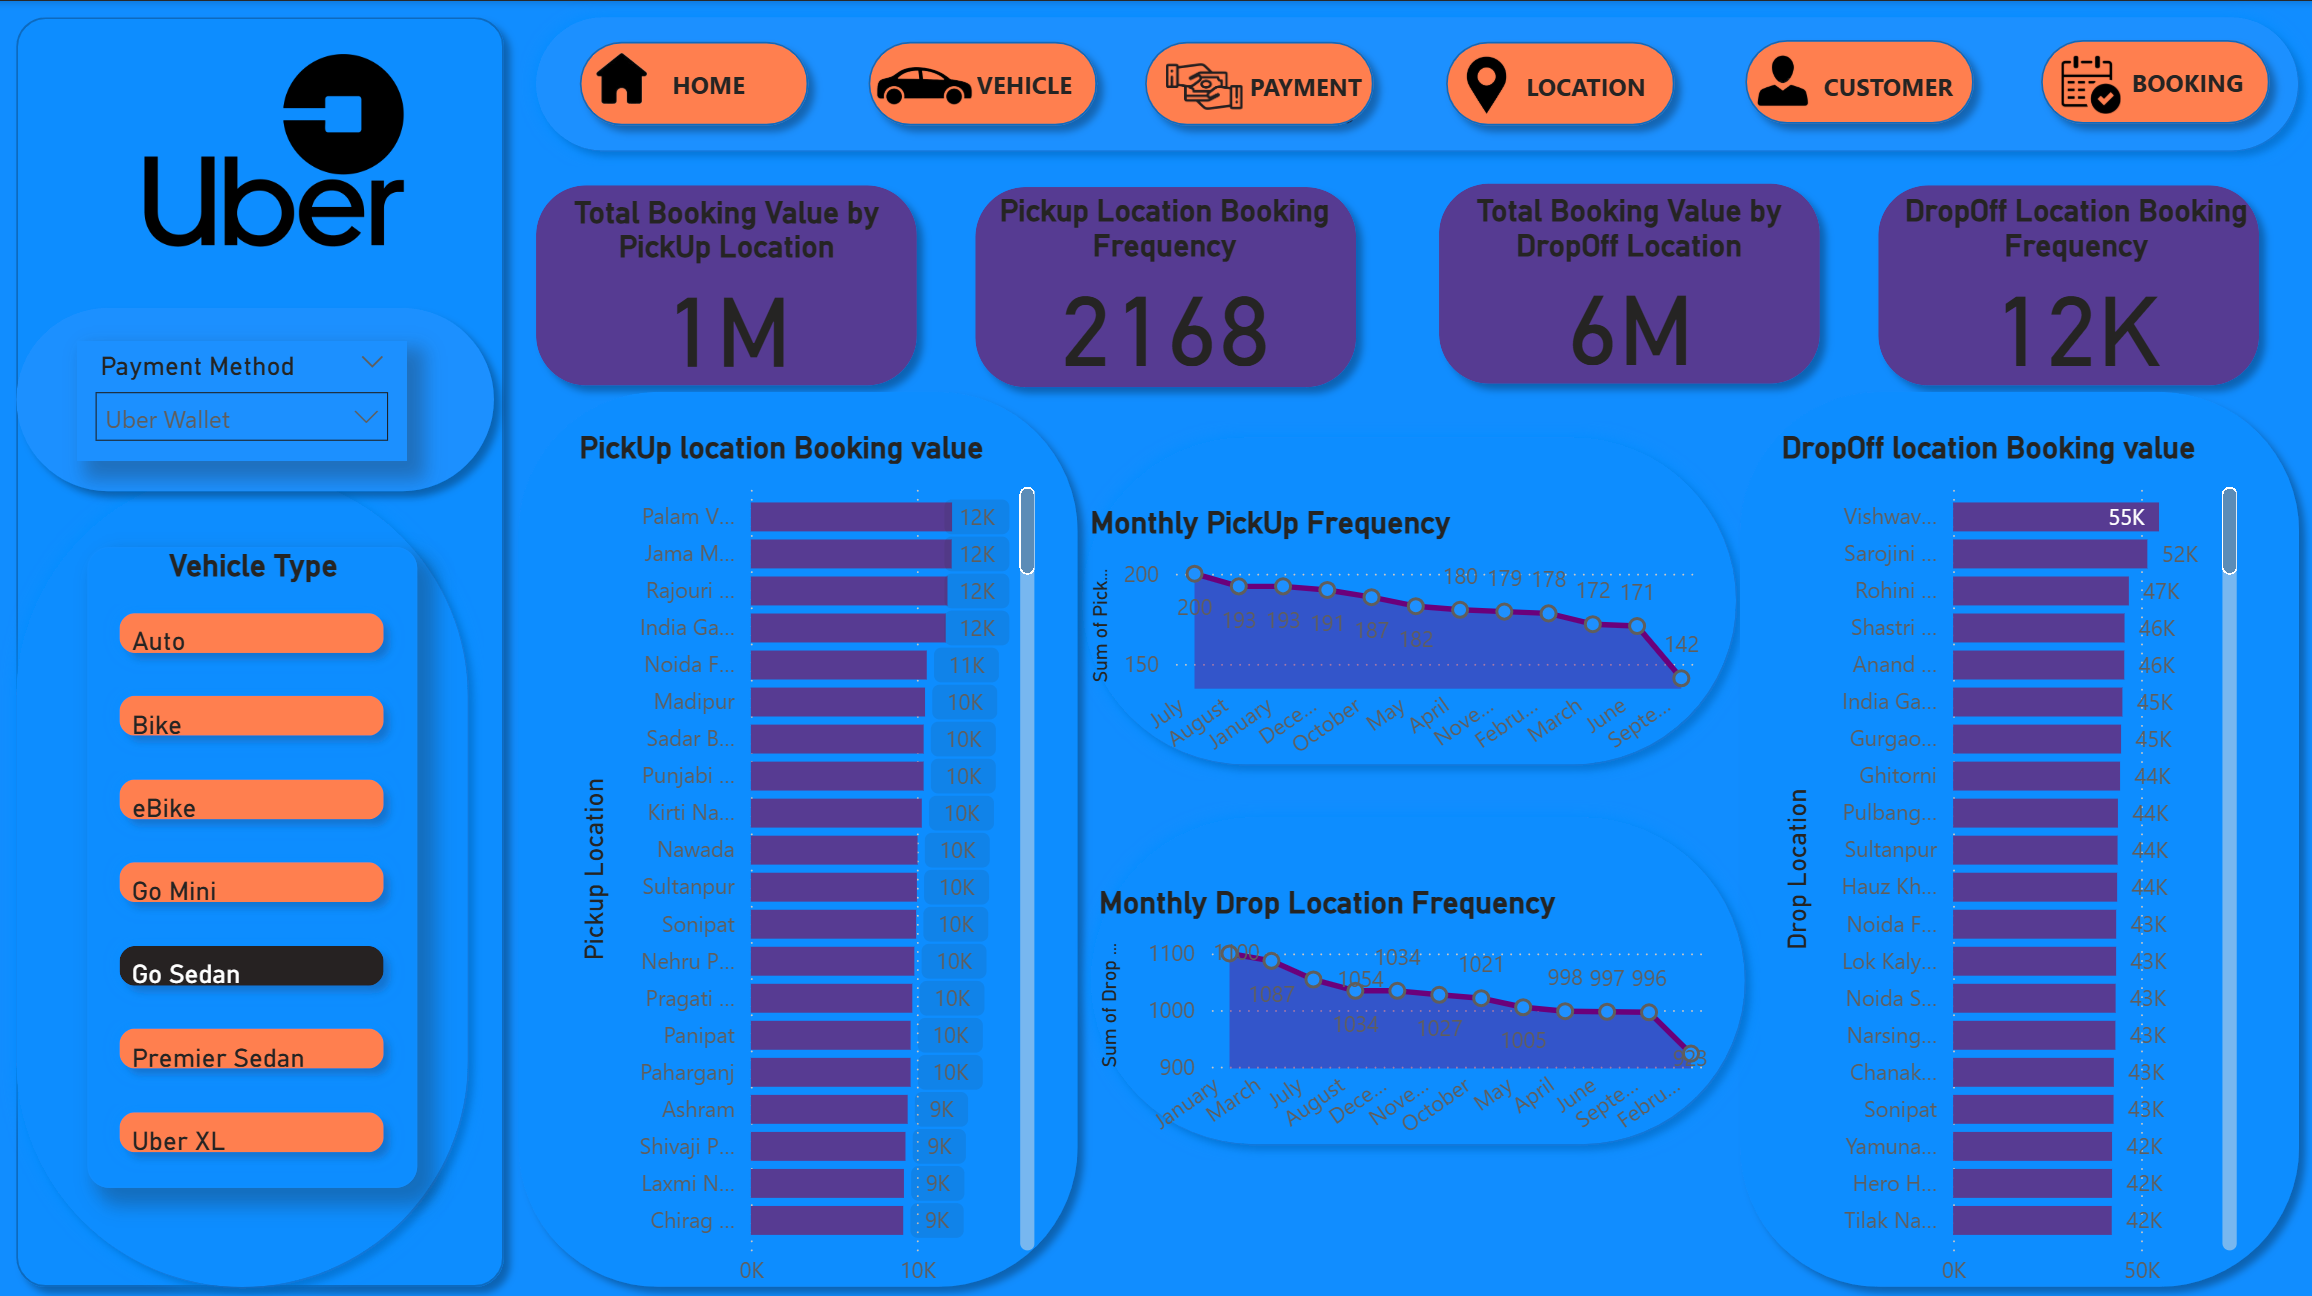 Uber
HOME
VEHICLE
PAYMENT
LOCATION
CUSTOMER
BOOKING
Total Booking Value by
PickUp Location
1M
Pickup Location Booking
Frequency
2168
Total Booking Value by
DropOff Location
6M
DropOff Location Booking
Frequency
12K
Payment Method
Uber Wallet
Vehicle Type
Auto
Bike
eBike
Go Mini
Go Sedan
Premier Sedan
Uber XL
PickUp location Booking value
Pickup Location
Palam V... 12K
Jama M... 12K
Rajouri ... 12K
India Ga... 12K
Noida F... 11K
Madipur 10K
Sadar B... 10K
Punjabi ... 10K
Kirti Na... 10K
Nawada 10K
Sultanpur 10K
Sonipat 10K
Nehru P... 10K
Pragati ... 10K
Panipat 10K
Paharganj 10K
Ashram 9K
Shivaji P... 9K
Laxmi N... 9K
Chirag ... 9K
0K 10K
Monthly PickUp Frequency
Sum of Pick...
200
150
200 193 193 191 187 182 180 179 178 172 171 142
July August January Dece... October May April Nove... Febru... March June Septe...
Monthly Drop Location Frequency
Sum of Drop ...
1100
1000
900
1100 1087 1054 1034 1034 1027 1021 1005 998 997 996 923
January March July August Dece... Nove... October May April June Septe... Febru...
DropOff location Booking value
Drop Location
Vishwav... 55K
Sarojini ... 52K
Rohini ... 47K
Shastri ... 46K
Anand ... 46K
India Ga... 45K
Gurgao... 45K
Ghitorni 44K
Pulbang... 44K
Sultanpur 44K
Hauz Kh... 44K
Noida F... 43K
Lok Kaly... 43K
Noida S... 43K
Narsing... 43K
Chanak... 43K
Sonipat 43K
Yamuna... 42K
Hero H... 42K
Tilak Na... 42K
0K 50K